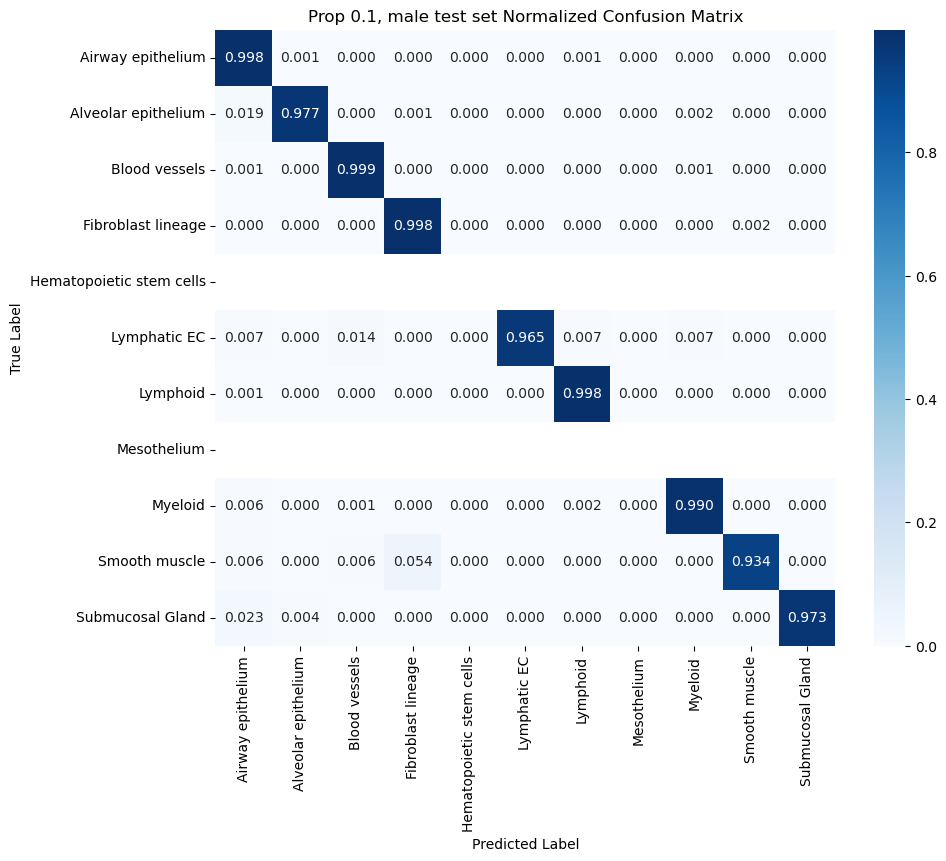 Prop 0.1, male test set Normalized Confusion Matrix
True Label
Airway epithelium 0.998 0.001 0.000 0.000 0.000 0.000 0.001 0.000 0.000 0.000 0.000
Alveolar epithelium 0.019 0.977 0.000 0.001 0.000 0.000 0.000 0.000 0.002 0.000 0.000
Blood vessels 0.001 0.000 0.999 0.000 0.000 0.000 0.000 0.000 0.001 0.000 0.000
Fibroblast lineage 0.000 0.000 0.000 0.998 0.000 0.000 0.000 0.000 0.000 0.002 0.000
Hematopoietic stem cells
Lymphatic EC 0.007 0.000 0.014 0.000 0.000 0.965 0.007 0.000 0.007 0.000 0.000
Lymphoid 0.001 0.000 0.000 0.000 0.000 0.000 0.998 0.000 0.000 0.000 0.000
Mesothelium
Myeloid 0.006 0.000 0.001 0.000 0.000 0.000 0.002 0.000 0.990 0.000 0.000
Smooth muscle 0.006 0.000 0.006 0.054 0.000 0.000 0.000 0.000 0.000 0.934 0.000
Submucosal Gland 0.023 0.004 0.000 0.000 0.000 0.000 0.000 0.000 0.000 0.000 0.973
Airway epithelium
Alveolar epithelium
Blood vessels
Fibroblast lineage
Hematopoietic stem cells
Lymphatic EC
Lymphoid
Mesothelium
Myeloid
Smooth muscle
Submucosal Gland
Predicted Label
0.8
0.6
0.4
0.2
0.0